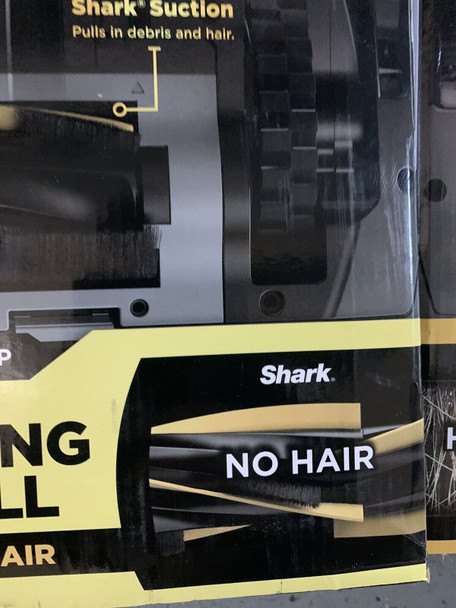 Shark® Suction
Pulls in debris and hair.
P
Shark®
NG
LL
NO HAIR
H
AIR